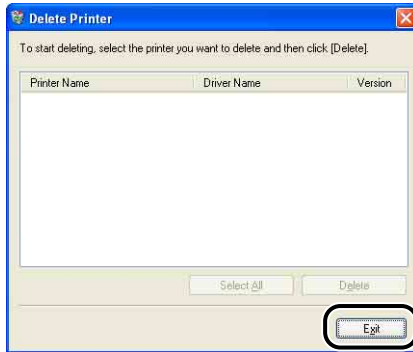 Delete Printer
To start deleting, select the printer you want to delete and then click [Delete].
Printer Name Driver Name Version
Select All Delete
Exit